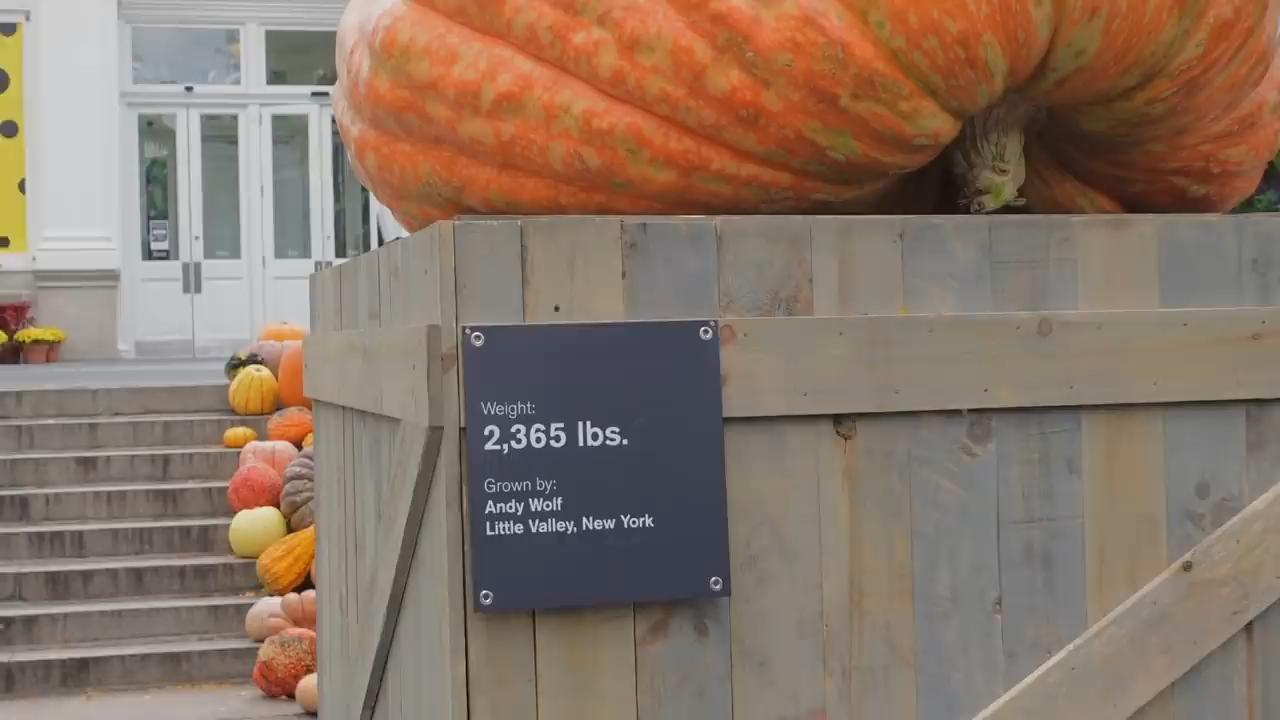 Weight:
2,365 lbs.
Grown by:
Andy Wolf
Little Valley, New York